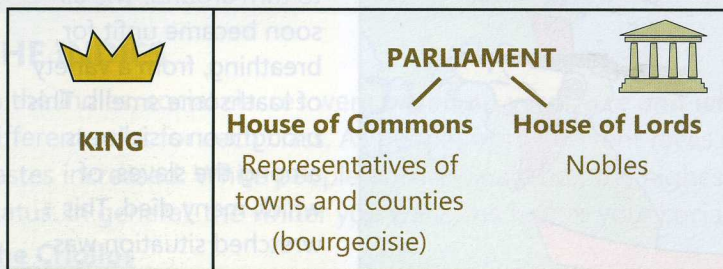 KING
PARLIAMENT
House of Commons
Representatives of
towns and counties
(bourgeoisie)
House of Lords
Nobles